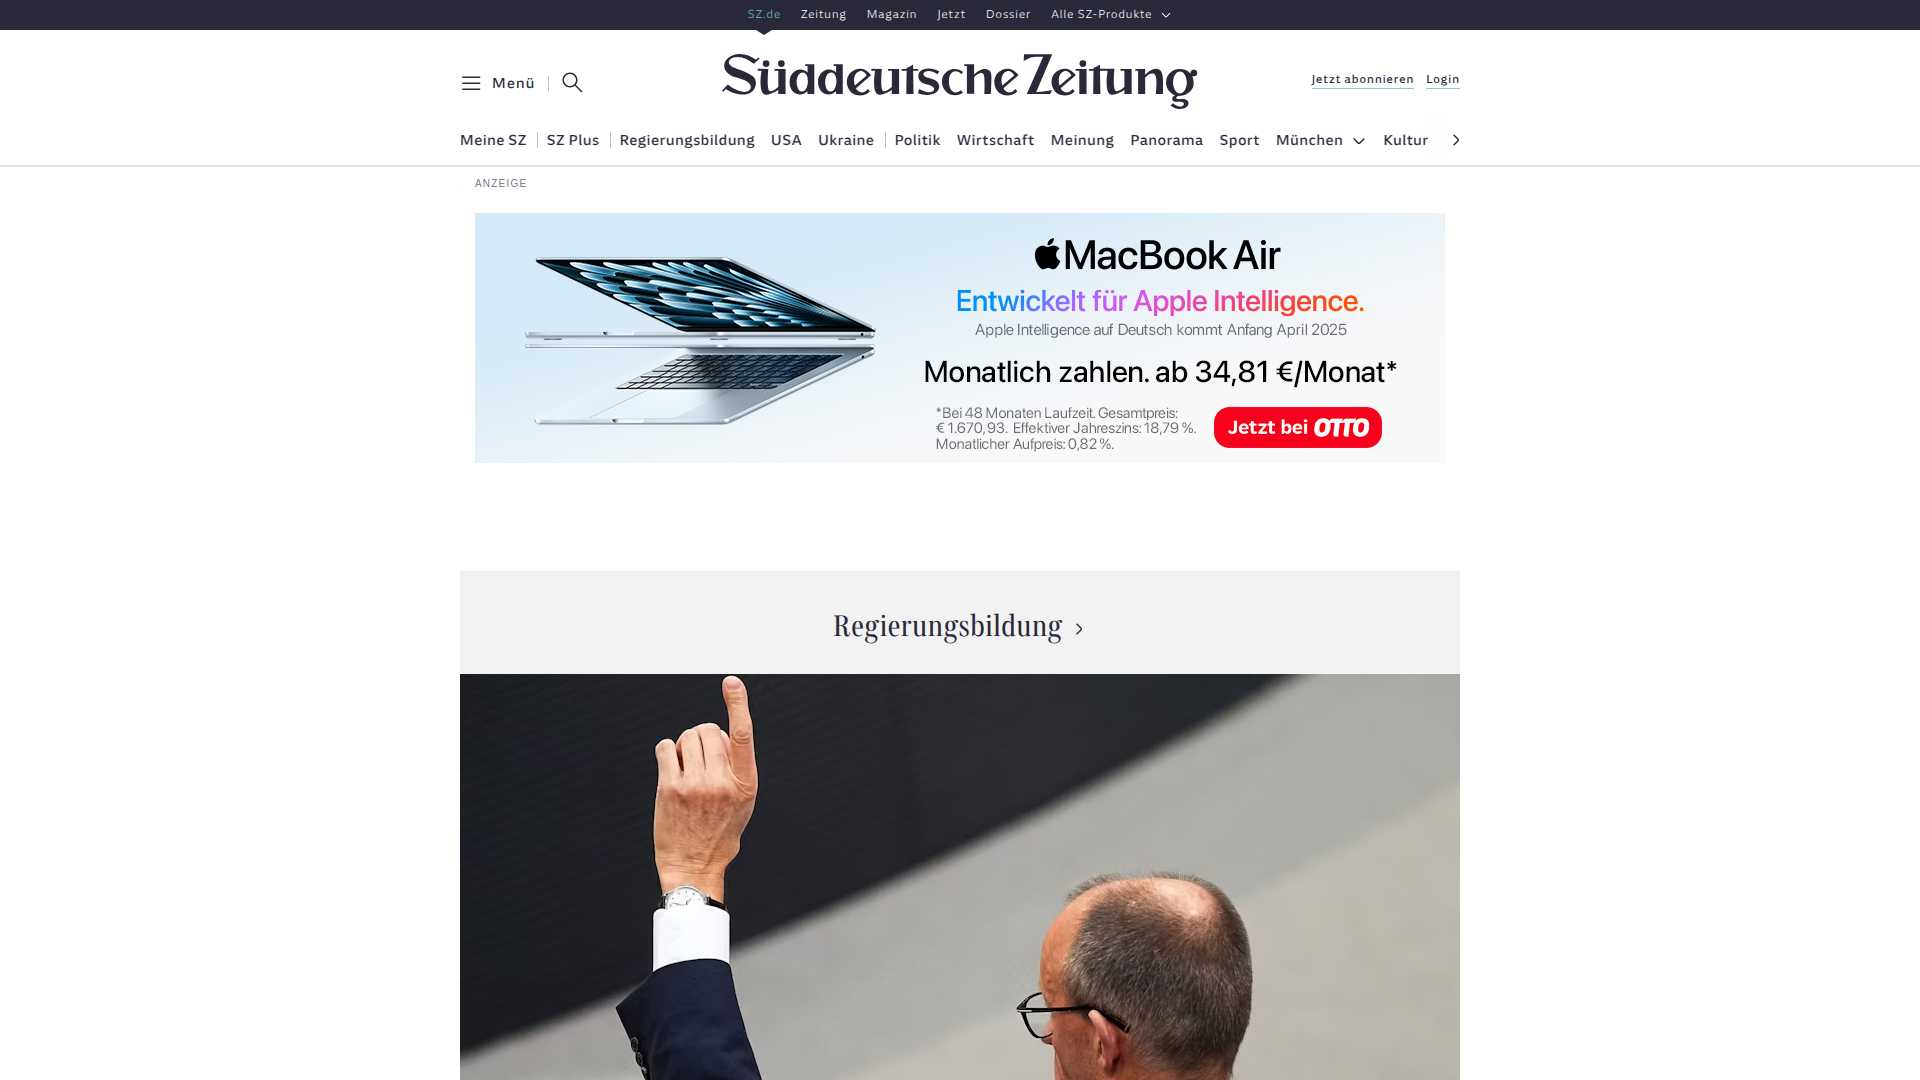 SZ.de Zeitung Magazin Jetzt Dossier Alle SZ-Produkte
Menü
Süddeutsche Zeitung
Jetzt abonnieren Login
Meine SZ SZ Plus Regierungsbildung USA Ukraine Politik Wirtschaft Meinung Panorama Sport München Kultur
ANZEIGE
MacBook Air
Entwickelt für Apple Intelligence.
Apple Intelligence auf Deutsch kommt Anfang April 2025
Monatlich zahlen. ab 34,81 €/Monat*
*Bei 48 Monaten Laufzeit. Gesamtpreis:
€ 1.670,93. Effektiver Jahreszins: 18,79 %.
Monatlicher Aufpreis: 0,82 %.
Jetzt bei OTTO
Regierungsbildung